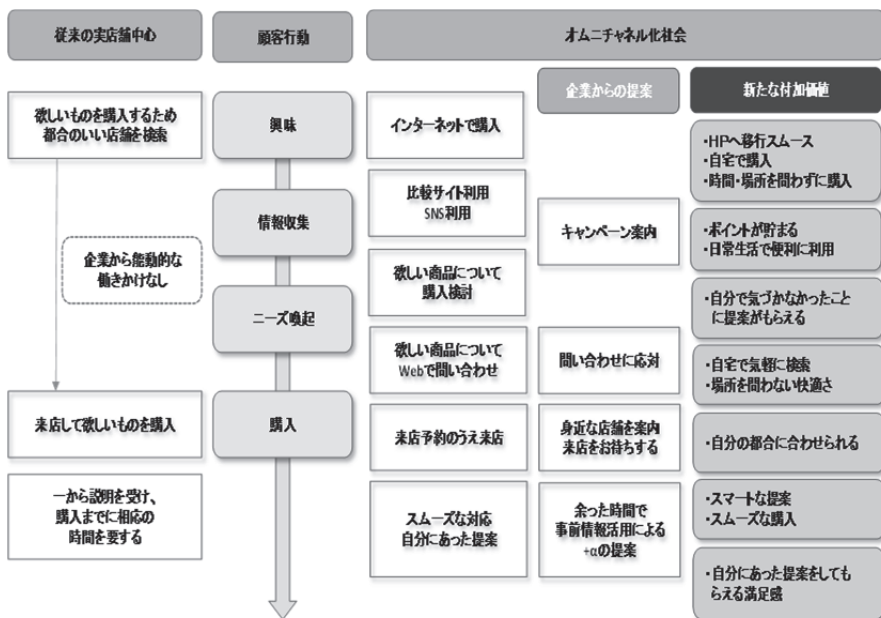 従来の実店舗中心
顧客行動
オムニチャネル化社会
企業からの提案
新たな付加価値
欲しいものを購入するため
都合のいい店舗を検索
企業から能動的な
働きかけなし
来店して欲しいものを購入
一から説明を受け、
購入までに相応の
時間を要する
興味
情報収集
ニーズ喚起
購入
インターネットで購入
比較サイト利用
SNS利用
欲しい商品について
購入検討
欲しい商品について
Webで問い合わせ
来店予約のうえ来店
スムーズな対応
自分にあった提案
キャンペーン案内
問い合わせに応対
身近な店舗を案内
来店をお待ちする
余った時間で
事前情報活用による
+αの提案
・HPへ移行スムース
・自宅で購入
・時間・場所を問わずに購入
・ポイントが貯まる
・日常生活で便利に利用
・自分で気づかなかったこと
に提案がもらえる
・自宅で気軽に検索
・場所を問わない快適さ
・自分の都合に合わせられる
・スマートな提案
・スムーズな購入
・自分にあった提案をしても
らえる満足感